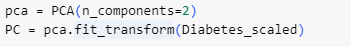 pca = PCA(n_components=2)
PC = pca.fit_transform(Diabetes_scaled)